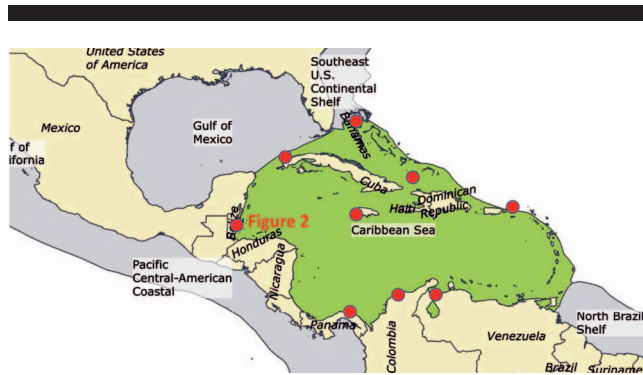 United States
of America
Southeast
U.S.
Continental
Shelf
Mexico
Gulf of
Mexico
f of
ifornia
Bahamas
Cuba
Dominican
Republic
Haiti
Belize
Figure 2
Caribbean Sea
Honduras
Pacific
Central-American
Coastal
Nicaragua
Panama
Colombia
Venezuela
North Brazil
Shelf
Brazil
Suriname